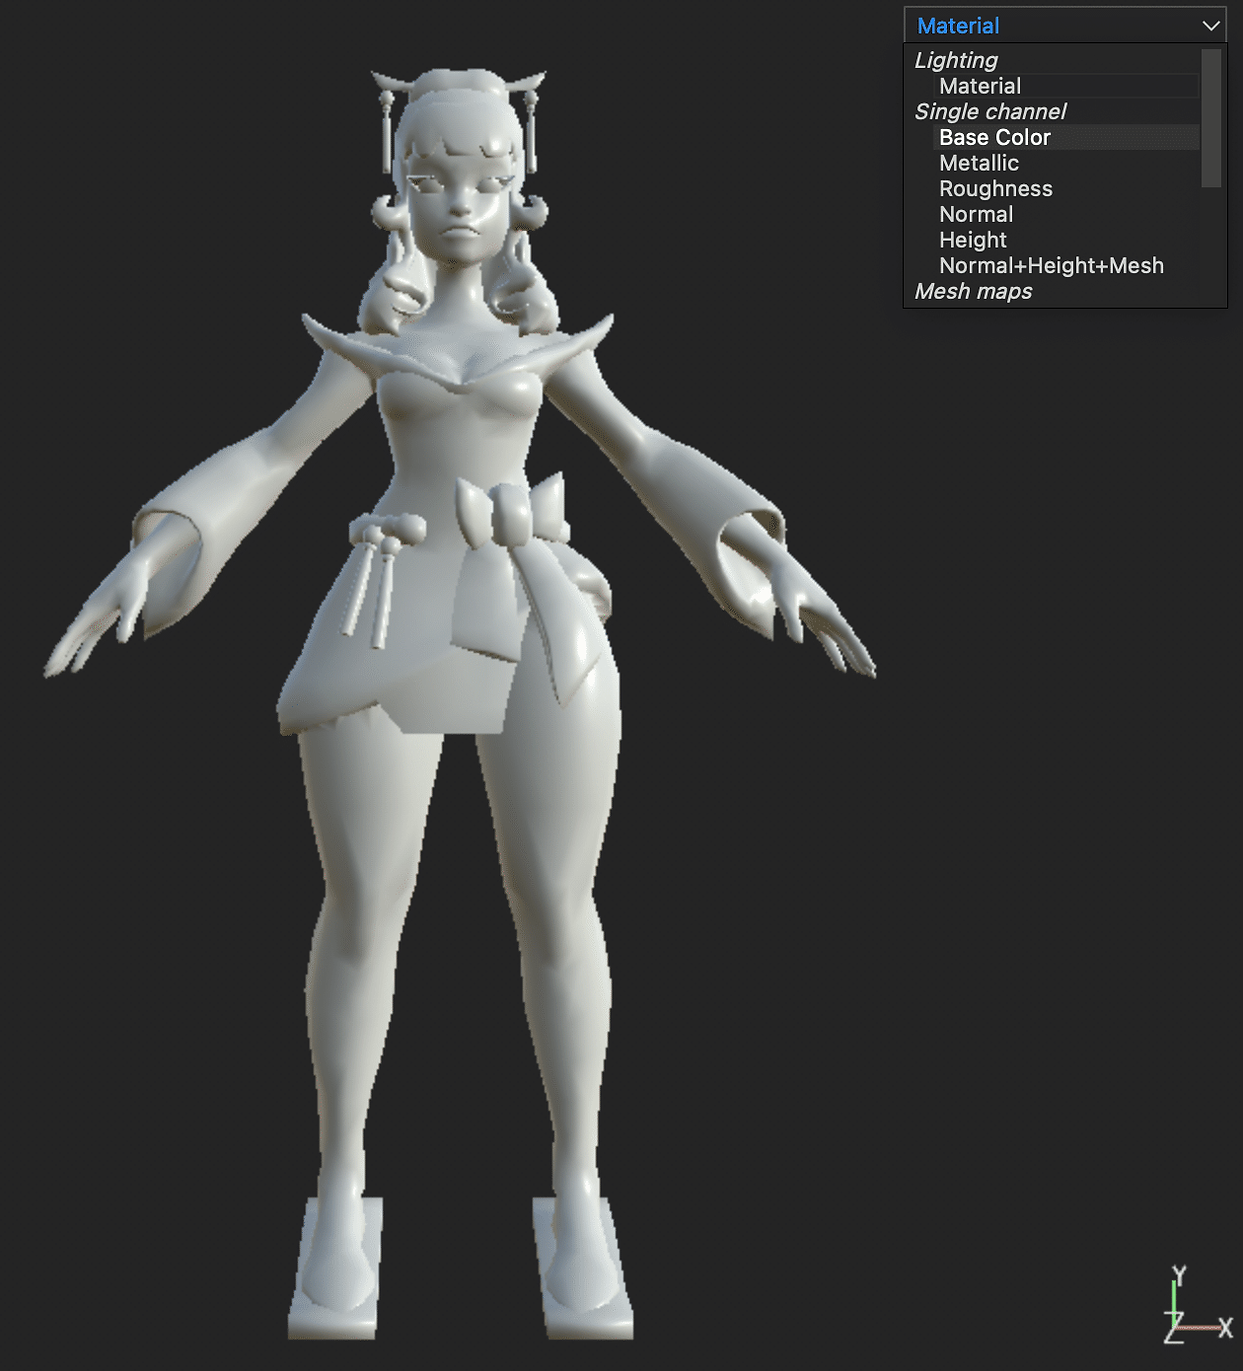 Material
Lighting
Material
Single channel
Base Color
Metallic
Roughness
Normal
Height
Normal+Height+Mesh
Mesh maps
Y
Z
X